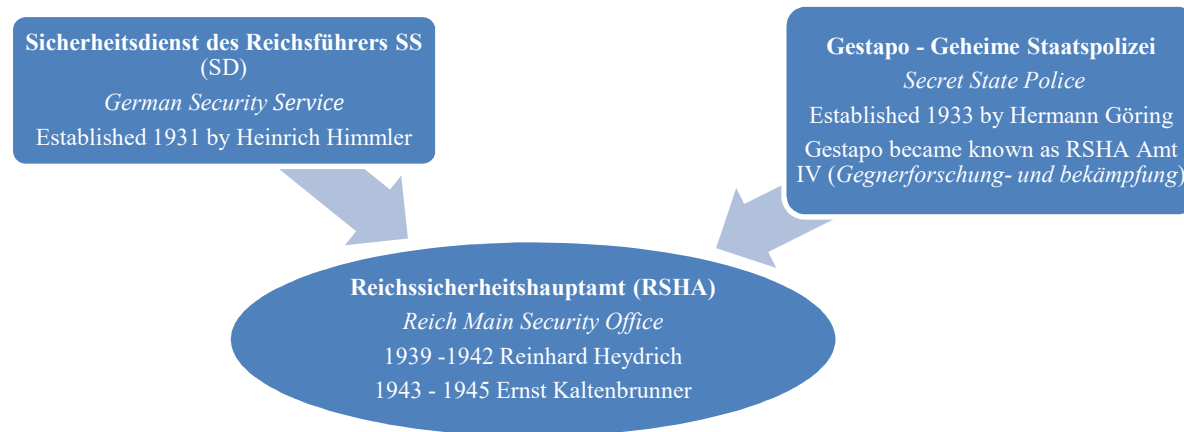 Sicherheitsdienst des Reichsführers SS
(SD)
German Security Service
Established 1931 by Heinrich Himmler
Gestapo - Geheime Staatspolizei
Secret State Police
Established 1933 by Hermann Göring
Gestapo became known as RSHA Amt
IV (Gegnerforschung- und bekämpfung)
Reichssicherheitshauptamt (RSHA)
Reich Main Security Office
1939 -1942 Reinhard Heydrich
1943 - 1945 Ernst Kaltenbrunner